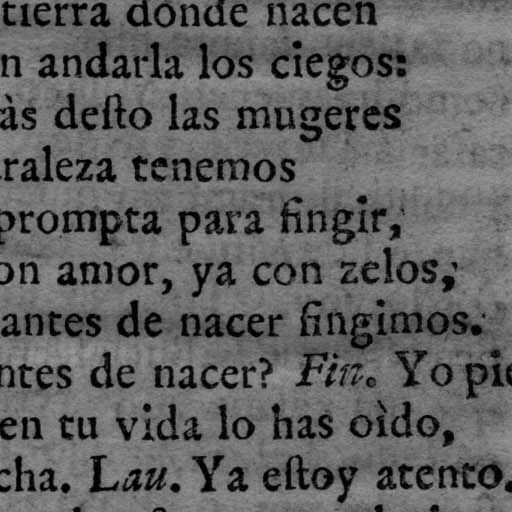 tierra donde nacen
n andarla los ciegos:
às deſto las mugeres
raleza tenemos
prompta para fingir,
on amor, ya con zelos,
antes de nacer fingimos.
ntes de nacer? Fin. Yo pie
en tu vida lo has oìdo,
cha. Lau. Ya eſtoy atento.